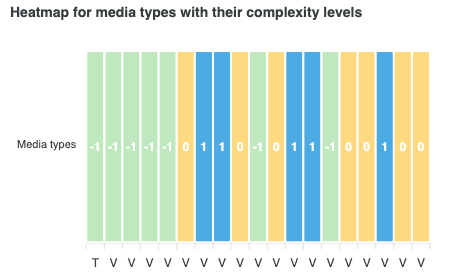 Heatmap for media types with their complexity levels
Media types -1 -1 -1 -1 -1 0 1 1 0 -1 0 1 1 -1 0 0 1 0 0
T V V V V V V V V V V V V V V V V V V